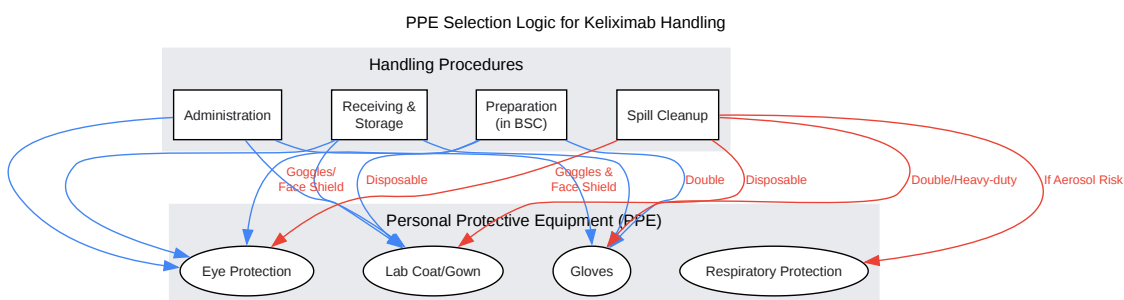 PPE Selection Logic for Keliximab Handling
Handling Procedures
Administration
Receiving &
Storage
Preparation
(in BSC)
Spill Cleanup
Goggles/
Face Shield
Disposable
Goggles &
Face Shield
Double
Disposable
Double/Heavy-duty
If Aerosol Risk
Personal Protective Equipment (PPE)
Eye Protection
Lab Coat/Gown
Gloves
Respiratory Protection